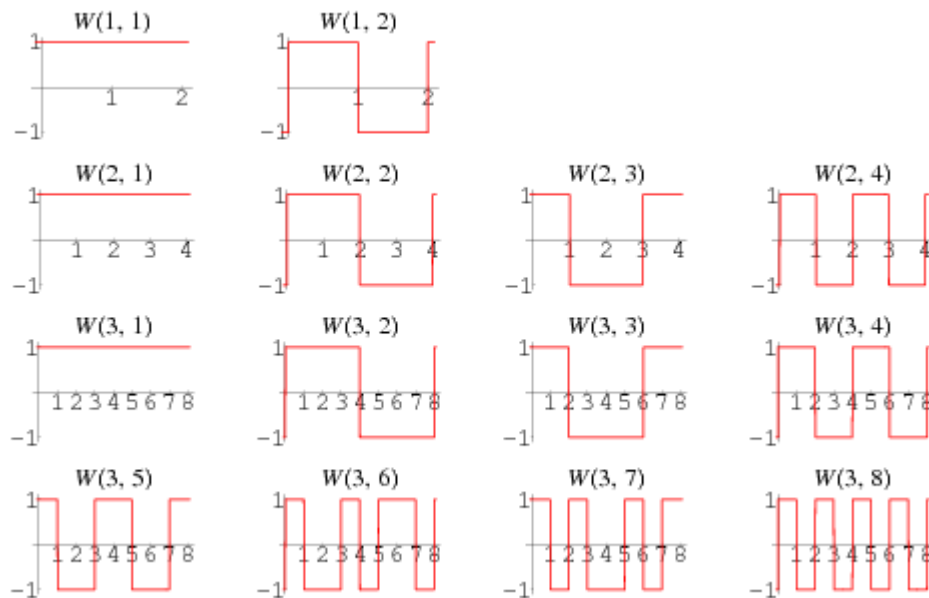 W(1, 1) W(1, 2)
1 1
1 2 1 2
−1 −1
W(2, 1) W(2, 2) W(2, 3) W(2, 4)
1 1 1 1
1 2 3 4 1 2 3 4 1 2 3 4 1 2 3 4
−1 −1 −1 −1
W(3, 1) W(3, 2) W(3, 3) W(3, 4)
1 1 1 1
1 2 3 4 5 6 7 8 1 2 3 4 5 6 7 8 1 2 3 4 5 6 7 8 1 2 3 4 5 6 7 8
−1 −1 −1 −1
W(3, 5) W(3, 6) W(3, 7) W(3, 8)
1 1 1 1
1 2 3 4 5 6 7 8 1 2 3 4 5 6 7 8 1 2 3 4 5 6 7 8 1 2 3 4 5 6 7 8
−1 −1 −1 −1